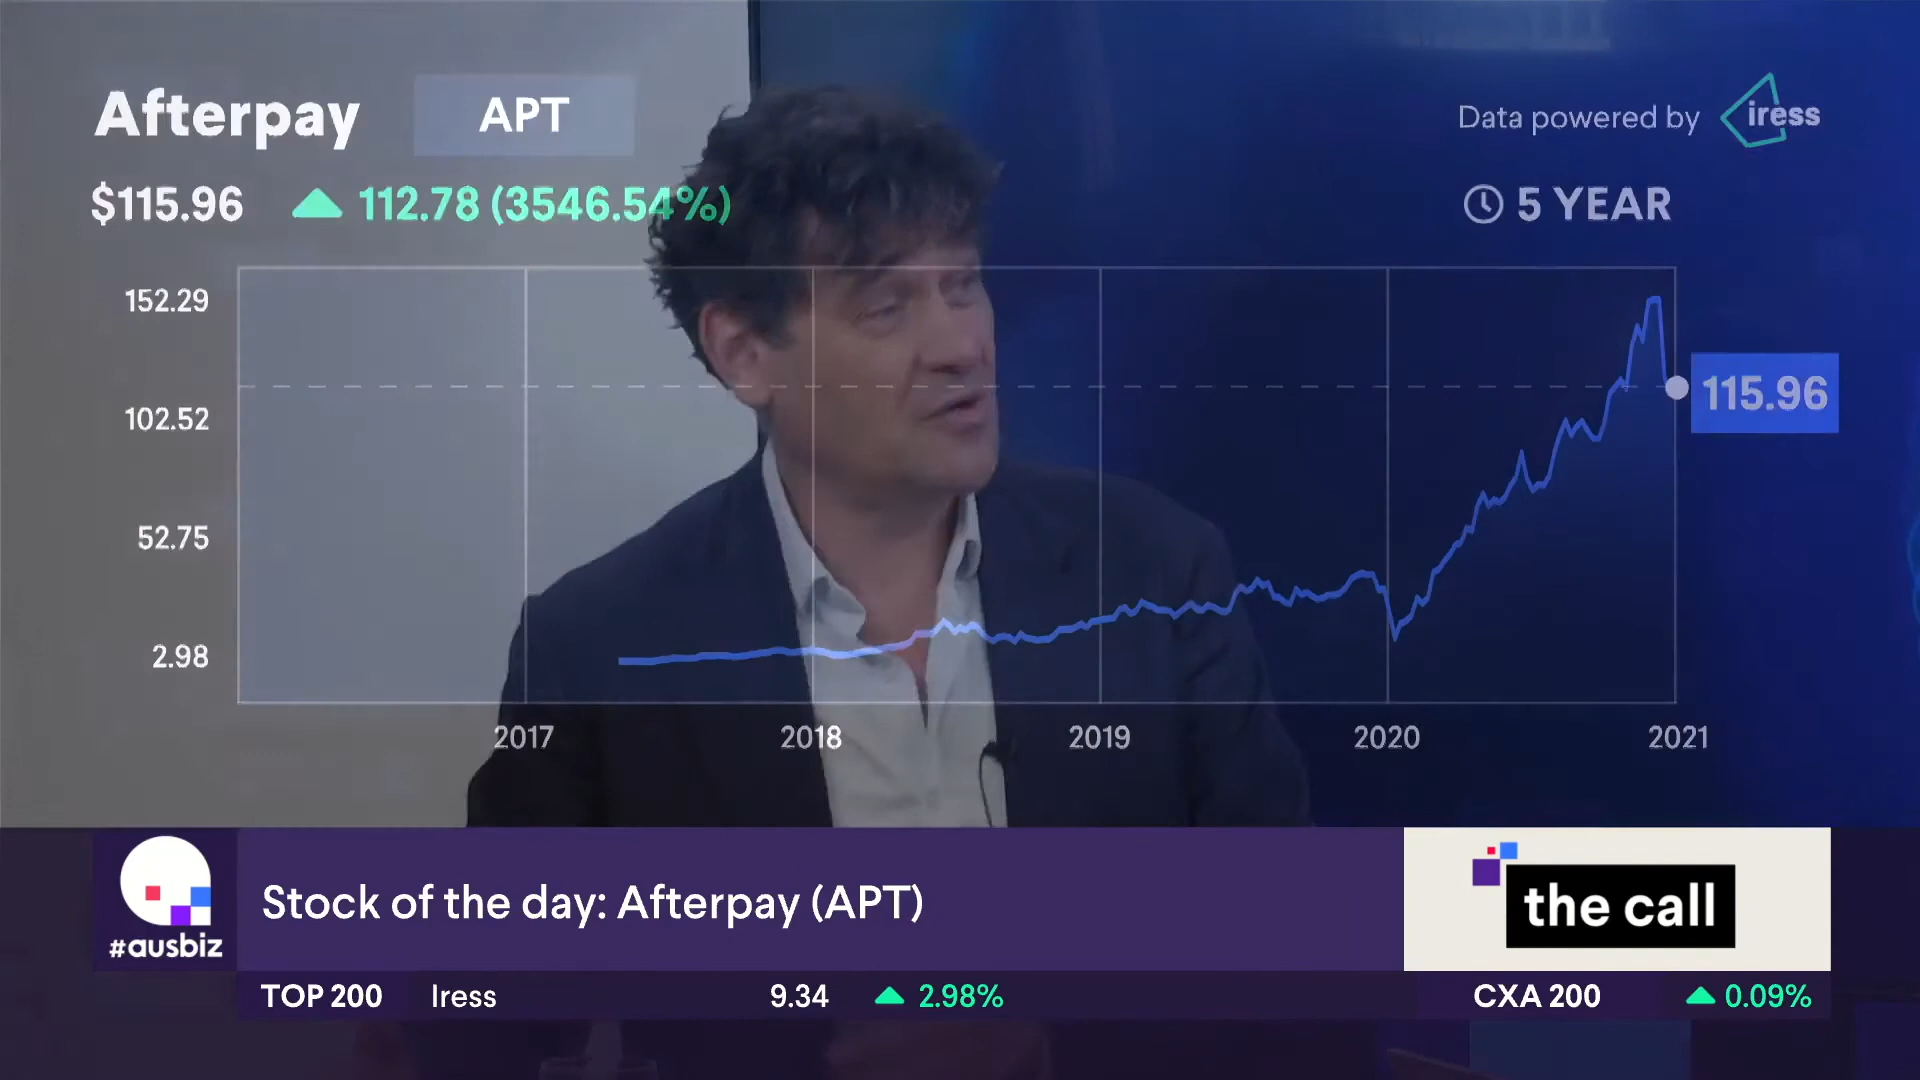 Afterpay APT
Data powered by iress
$115.96 112.78 (3546.54%)
5 YEAR
152.29
102.52
52.75
2.98
115.96
2017 2018 2019 2020 2021
#ausbiz
Stock of the day: Afterpay (APT)
the call
TOP 200 Iress 9.34 2.98%
CXA 200 0.09%